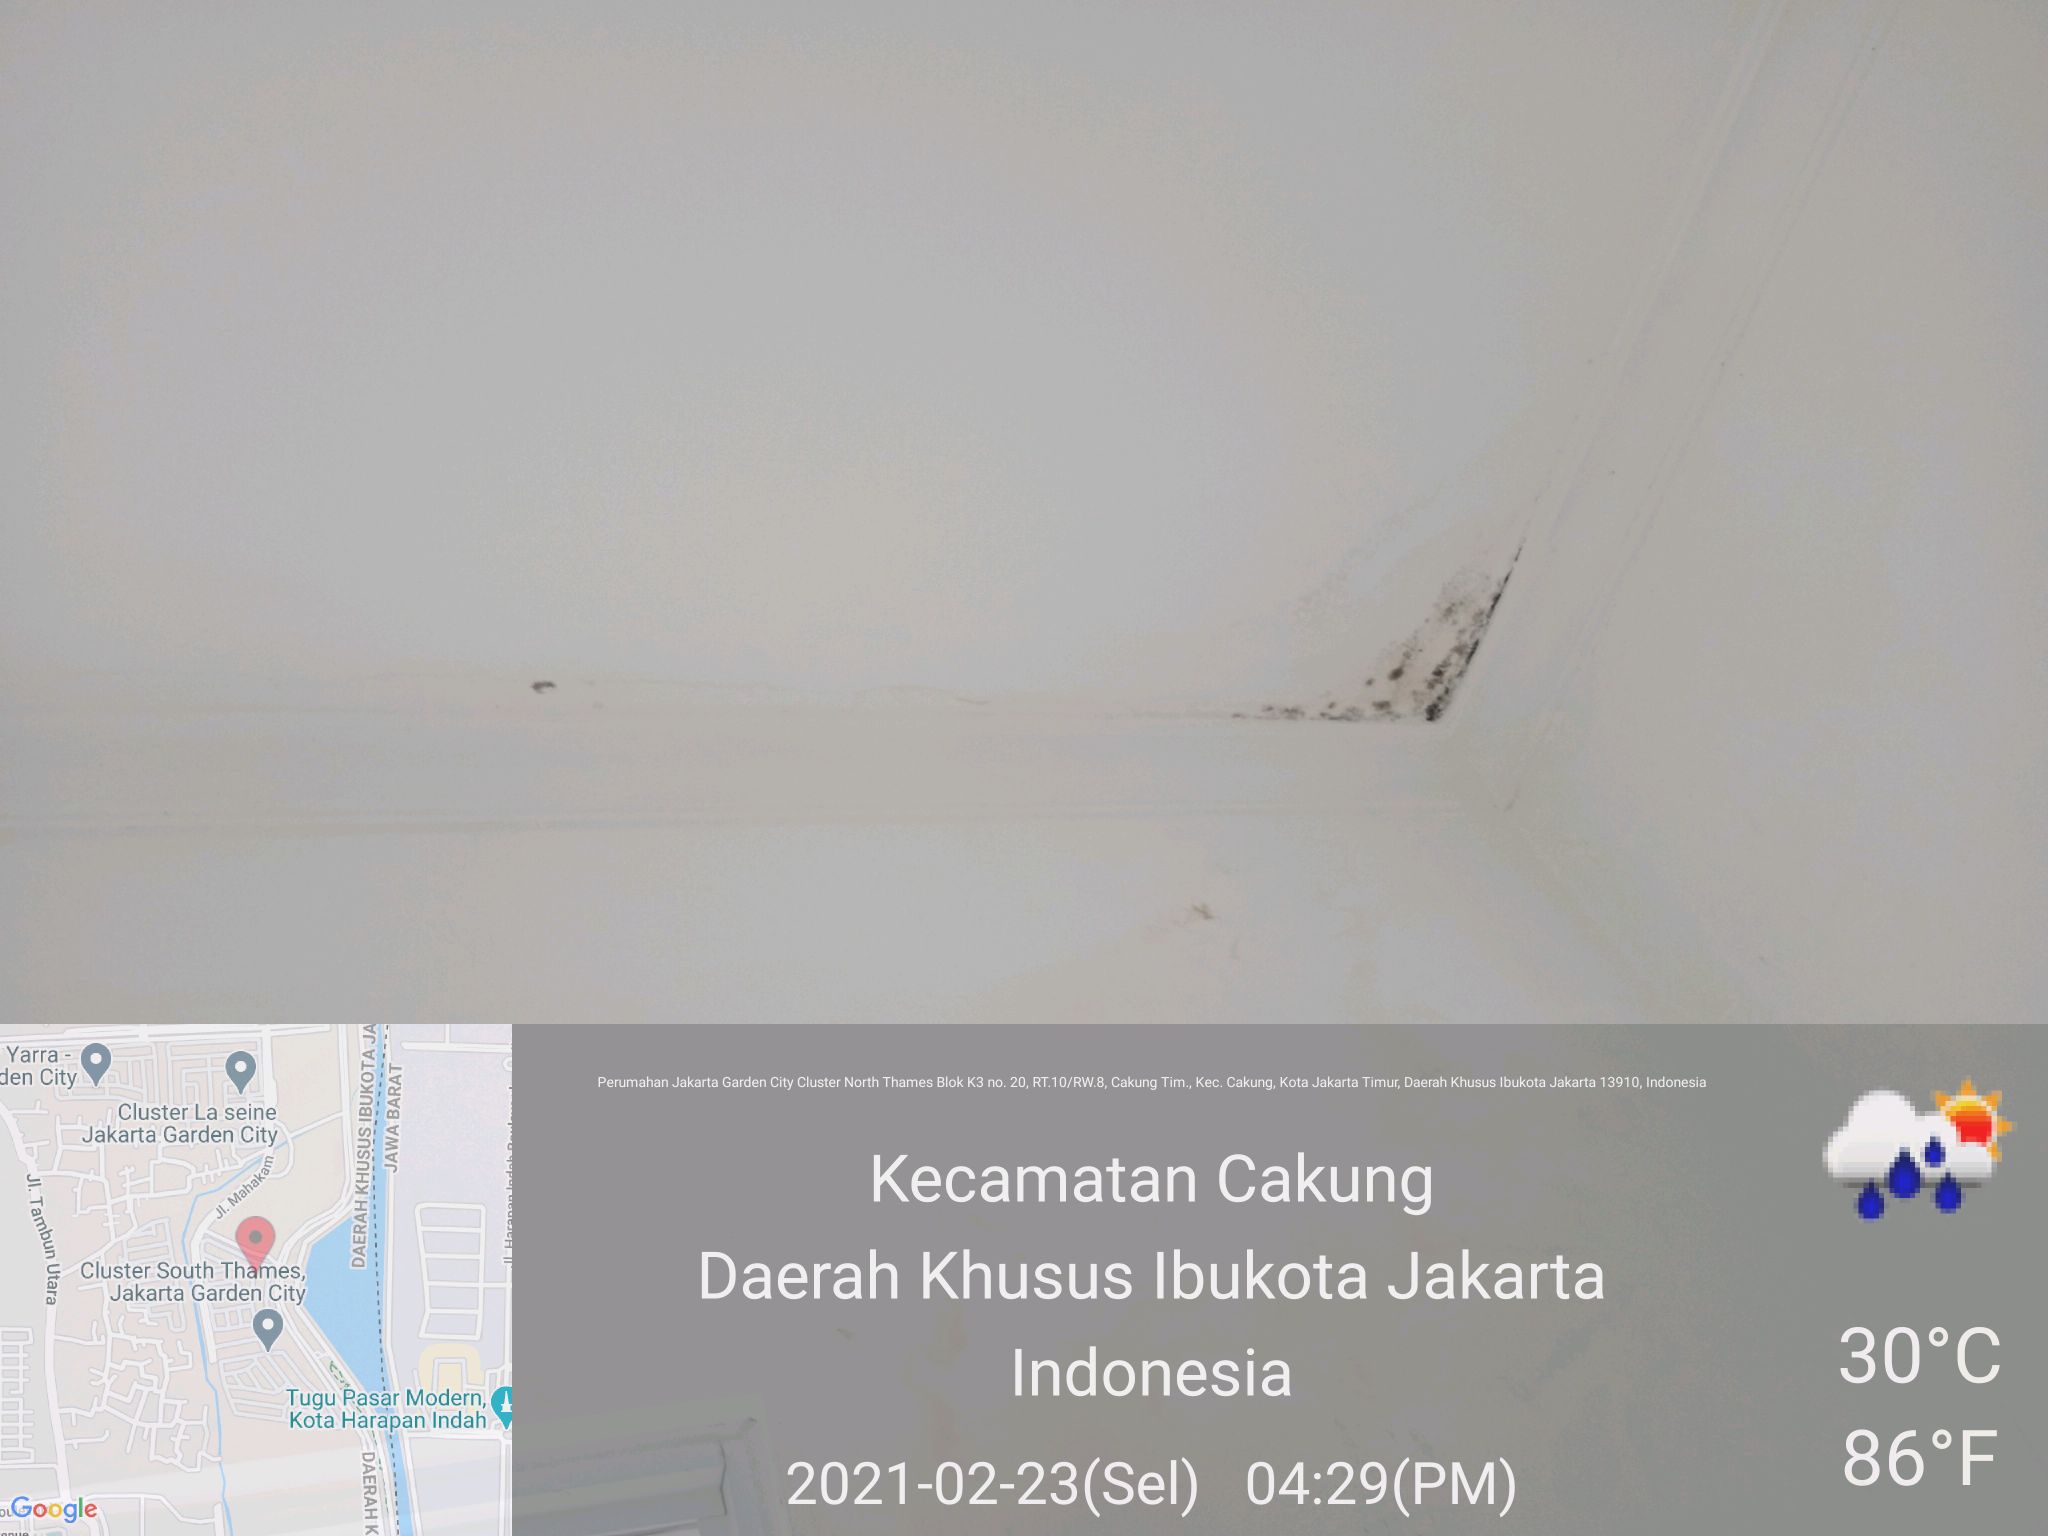 Perumahan Jakarta Garden City Cluster North Thames Blok K3 no. 20, RT.10/RW.8, Cakung Tim., Kec. Cakung, Kota Jakarta Timur, Daerah Khusus Ibukota Jakarta 13910, Indonesia
Kecamatan Cakung
Daerah Khusus Ibukota Jakarta
Indonesia
2021-02-23(Sel) 04:29(PM)
30°C
86°F
Yarra -
den City
Cluster La seine
Jakarta Garden City
Jl. Mahakam
Jl. Tambun Utara
DAERAH KHUSUS IBUKOTA JA
JAWA BARAT
Cluster South Thames,
Jakarta Garden City
Tugu Pasar Modern,
Kota Harapan Indah
DAERAH K
Google